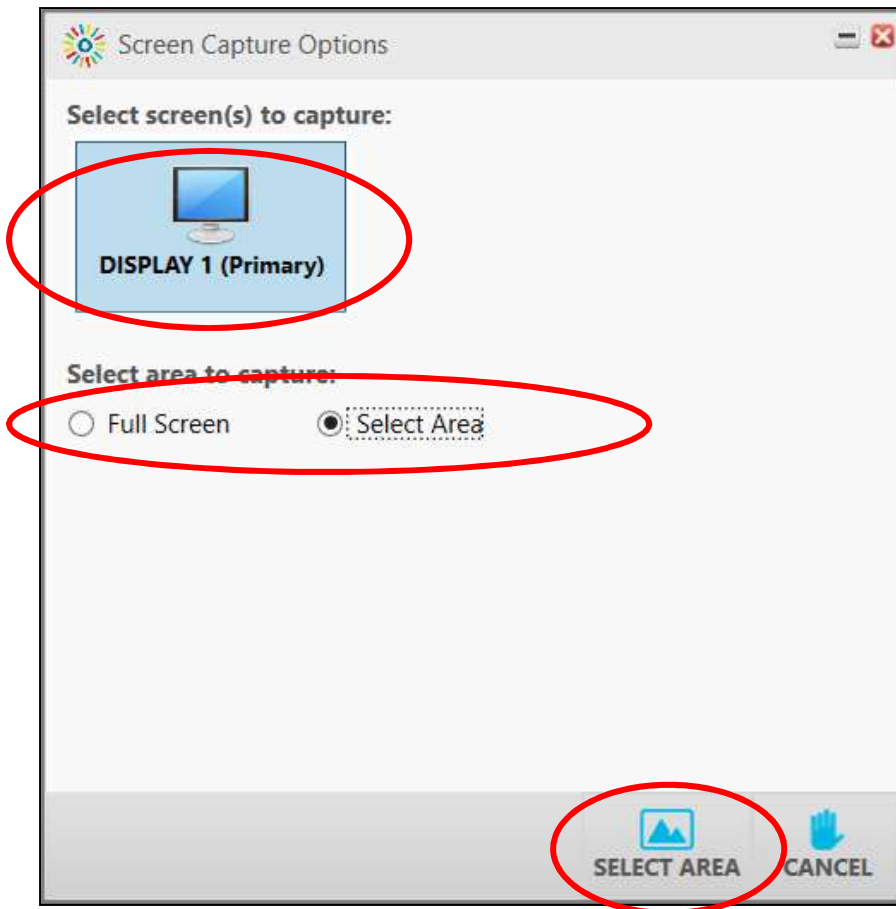 Screen Capture Options
Select screen(s) to capture:
DISPLAY 1 (Primary)
Select area to capture:
Full Screen Select Area
SELECT AREA CANCEL